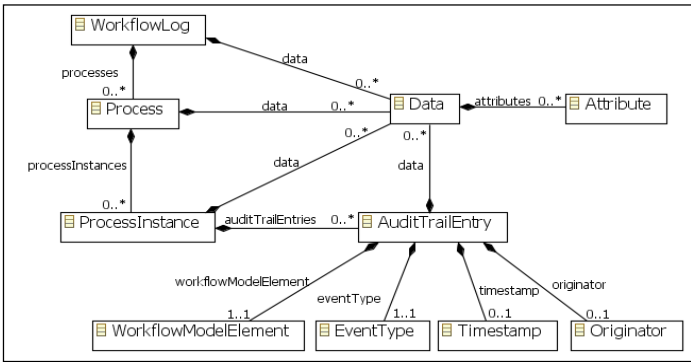 WorkflowLog
processes
data
0..*
0..*
Process
data
0..*
Data
attributes
0..*
Attribute
0..*
0..*
processInstances
data
data
0..*
ProcessInstance
auditTrailEntries
0..*
AuditTrailEntry
workflowModelElement
eventType
timestamp
originator
1..1
1..1
0..1
0..1
WorkflowModelElement
EventType
Timestamp
Originator